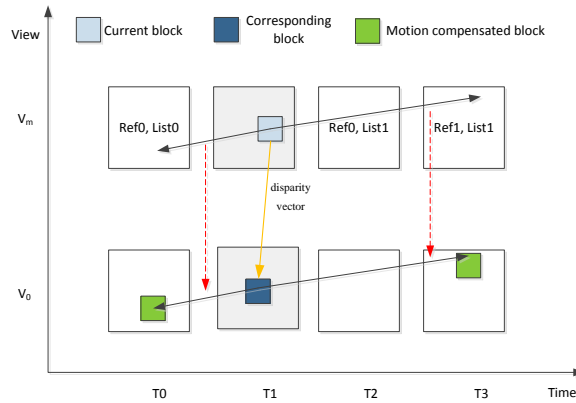 View
Current block
Corresponding
block
Motion compensated block
Vm
Ref0, List0
Ref0, List1
Ref1, List1
disparity
vector
V0
T0
T1
T2
T3
Time